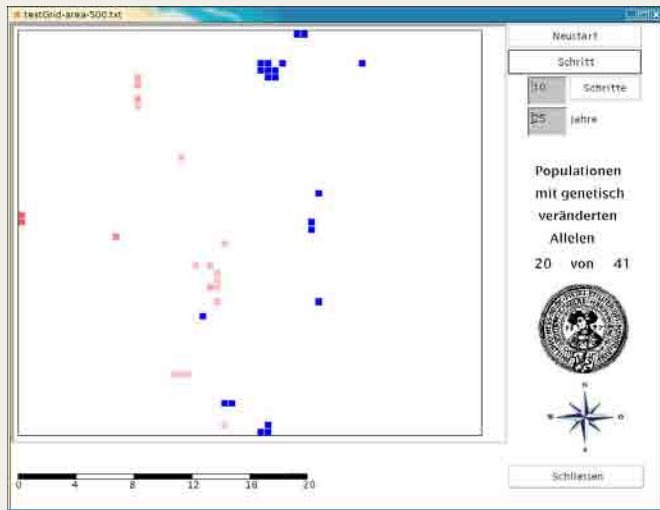 testGrid-area-500.txt
Neustart
Schritt
10 Schritte
25 Jahre
Populationen
mit genetisch
veränderten
Allelen
20 von 41
N
W O
S
0 4 8 12 16 20
Schliessen